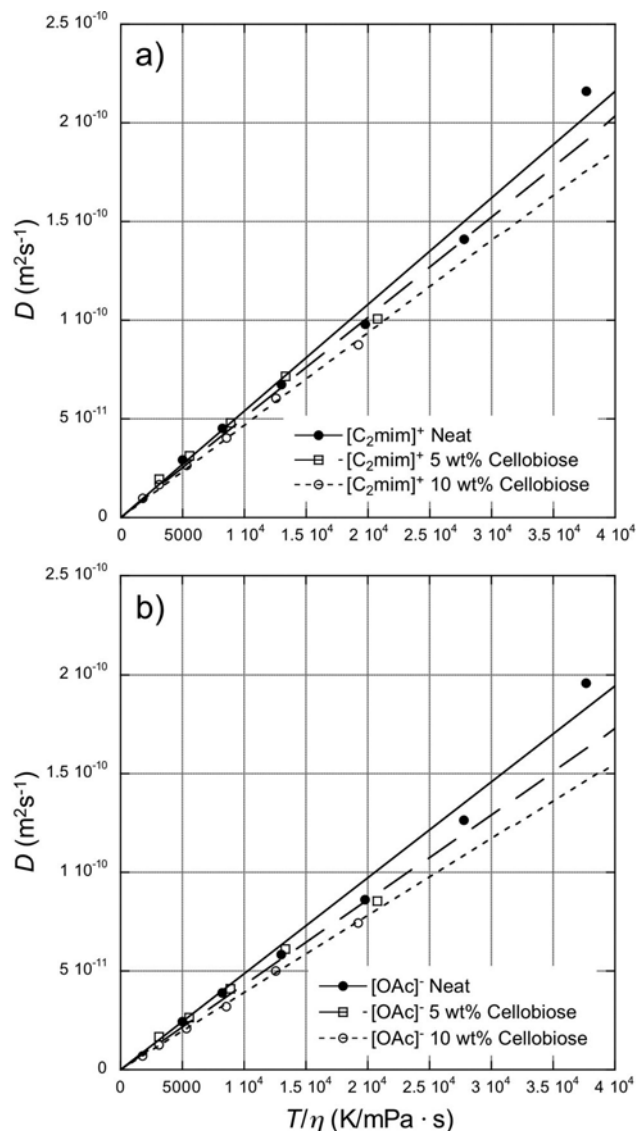 a)
2.5 10⁻¹⁰
2 10⁻¹⁰
1.5 10⁻¹⁰
1 10⁻¹⁰
5 10⁻¹¹
0
D (m²s⁻¹)
[C₂mim]⁺ Neat
[C₂mim]⁺ 5 wt% Cellobiose
[C₂mim]⁺ 10 wt% Cellobiose
0 5000 1 10⁴ 1.5 10⁴ 2 10⁴ 2.5 10⁴ 3 10⁴ 3.5 10⁴ 4 10⁴
b)
2.5 10⁻¹⁰
2 10⁻¹⁰
1.5 10⁻¹⁰
1 10⁻¹⁰
5 10⁻¹¹
0
D (m²s⁻¹)
[OAc]⁻ Neat
[OAc]⁻ 5 wt% Cellobiose
[OAc]⁻ 10 wt% Cellobiose
0 5000 1 10⁴ 1.5 10⁴ 2 10⁴ 2.5 10⁴ 3 10⁴ 3.5 10⁴ 4 10⁴
T/η (K/mPa · s)